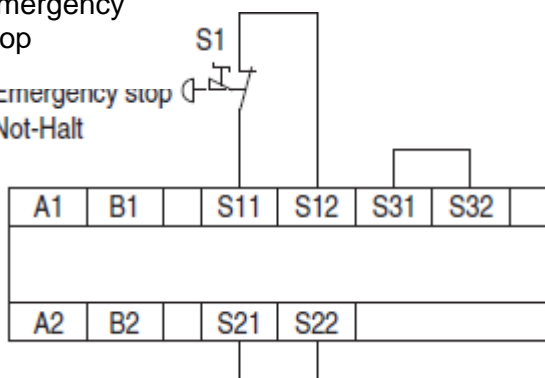 mergency
top
S1
Emergency stop
Not-Halt
A1 B1 S11 S12 S31 S32
A2 B2 S21 S22